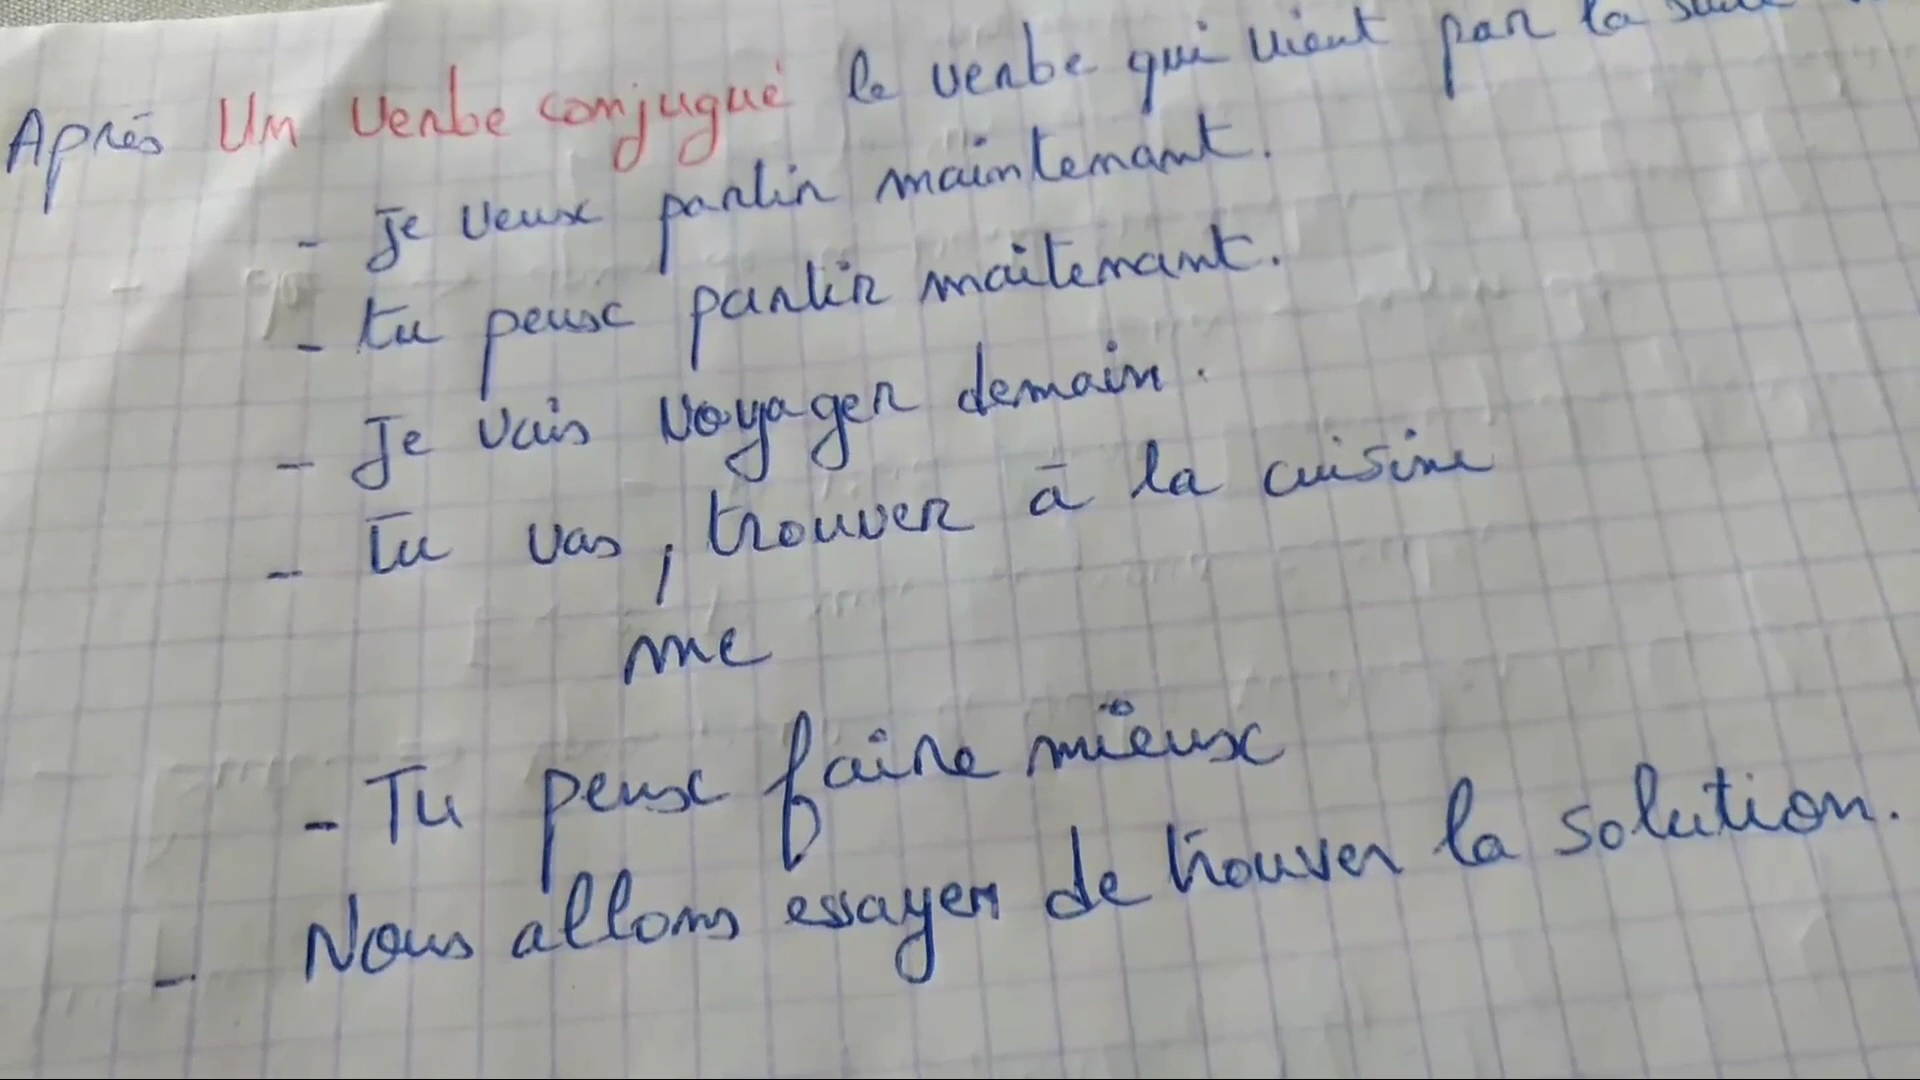 Après Un verbe conjugué le verbe qui vient par la suite
- Je veux partir maintenant.
- tu peux partir maitenant.
- Je vais voyager demain.
- Tu vas, trouver à la cuisine
me
- Tu peux faire mieux
- Nous allons essayer de trouver la solution.